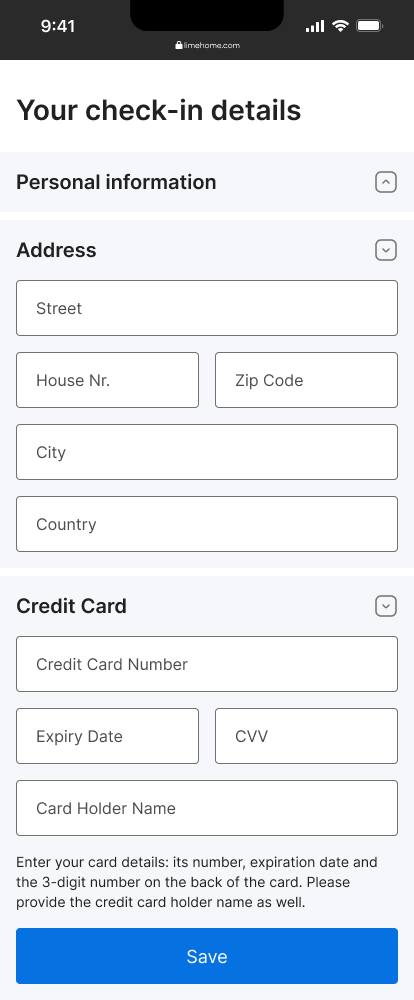 9:41
limehome.com
Your check-in details
Personal information
Address
Street
House Nr.
Zip Code
City
Country
Credit Card
Credit Card Number
Expiry Date
CVV
Card Holder Name
Enter your card details: its number, expiration date and
the 3-digit number on the back of the card. Please
provide the credit card holder name as well.
Save